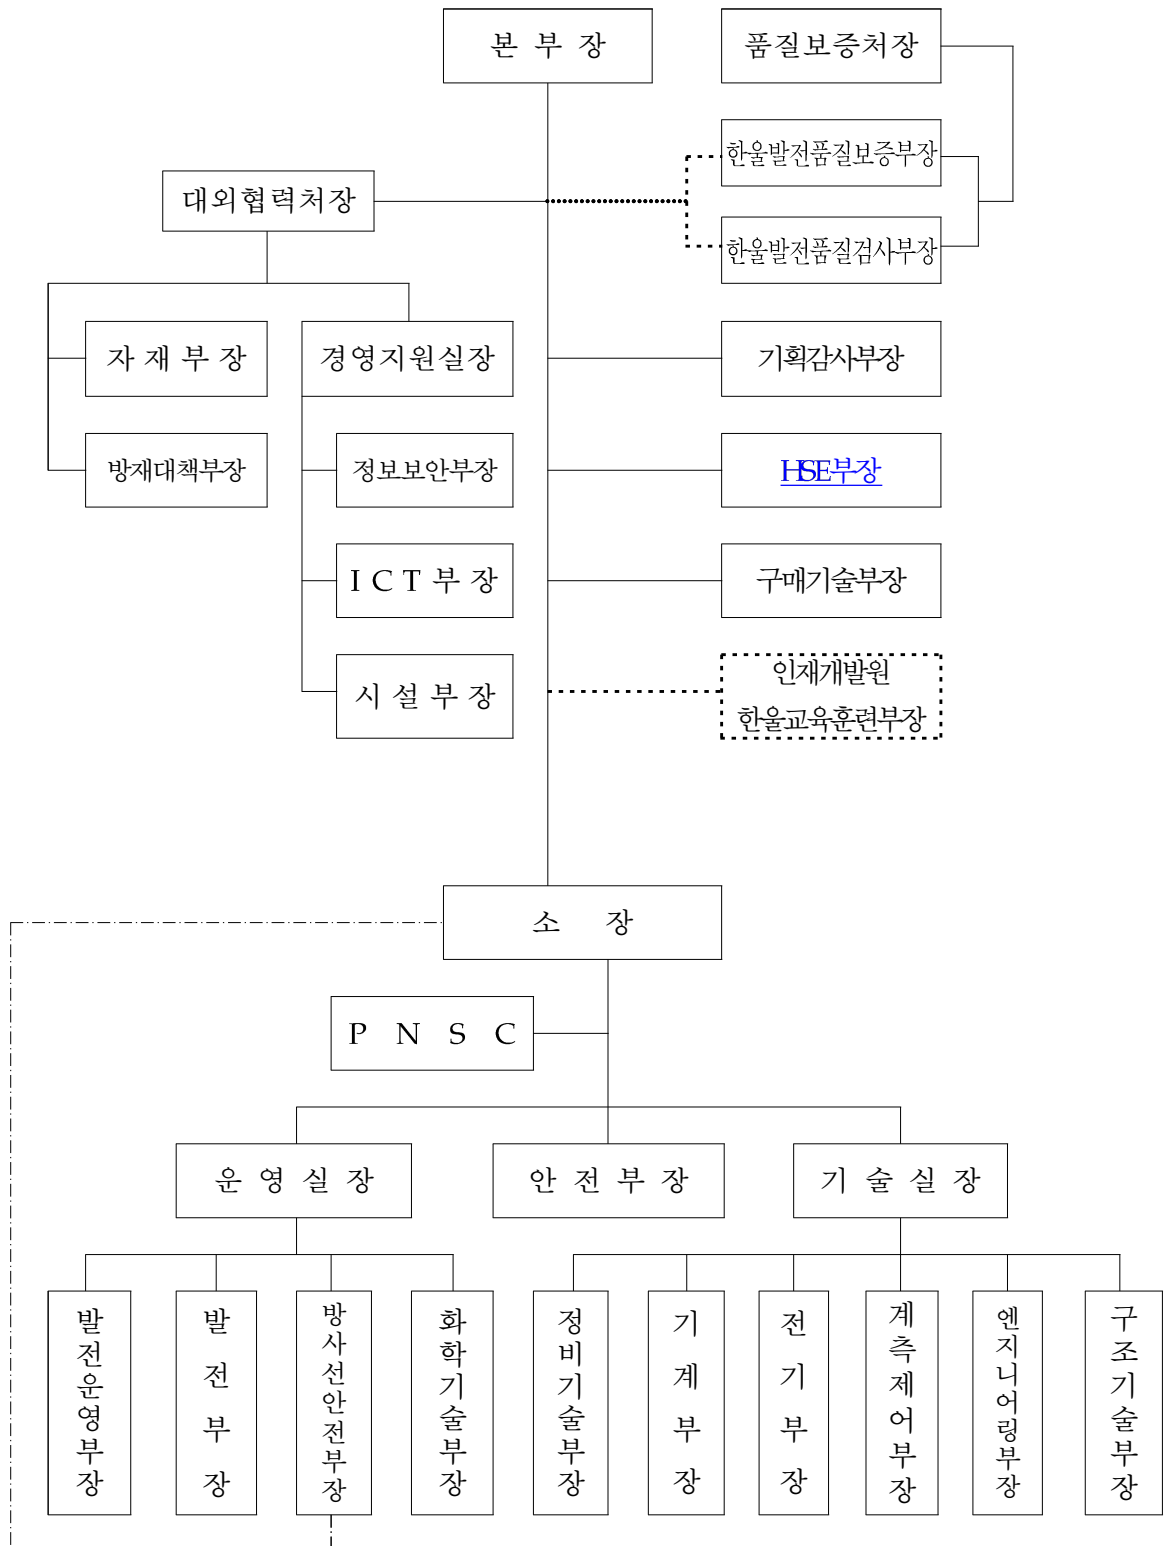 본 부 장
품질보증처장
한울발전품질보증부장
대외협력처장
한울발전품질검사부장
자 재 부 장
경영지원실장
기획감사부장
방재대책부장
정보보안부장
HSE부장
I C T 부 장
구매기술부장
시 설 부 장
인재개발원
한울교육훈련부장
소 장
P N S C
운 영 실 장
안 전 부 장
기 술 실 장
발전운영부장
발전부장
방사선안전부장
화학기술부장
정비기술부장
기계부장
전기부장
계측제어부장
엔지니어링부장
구조기술부장